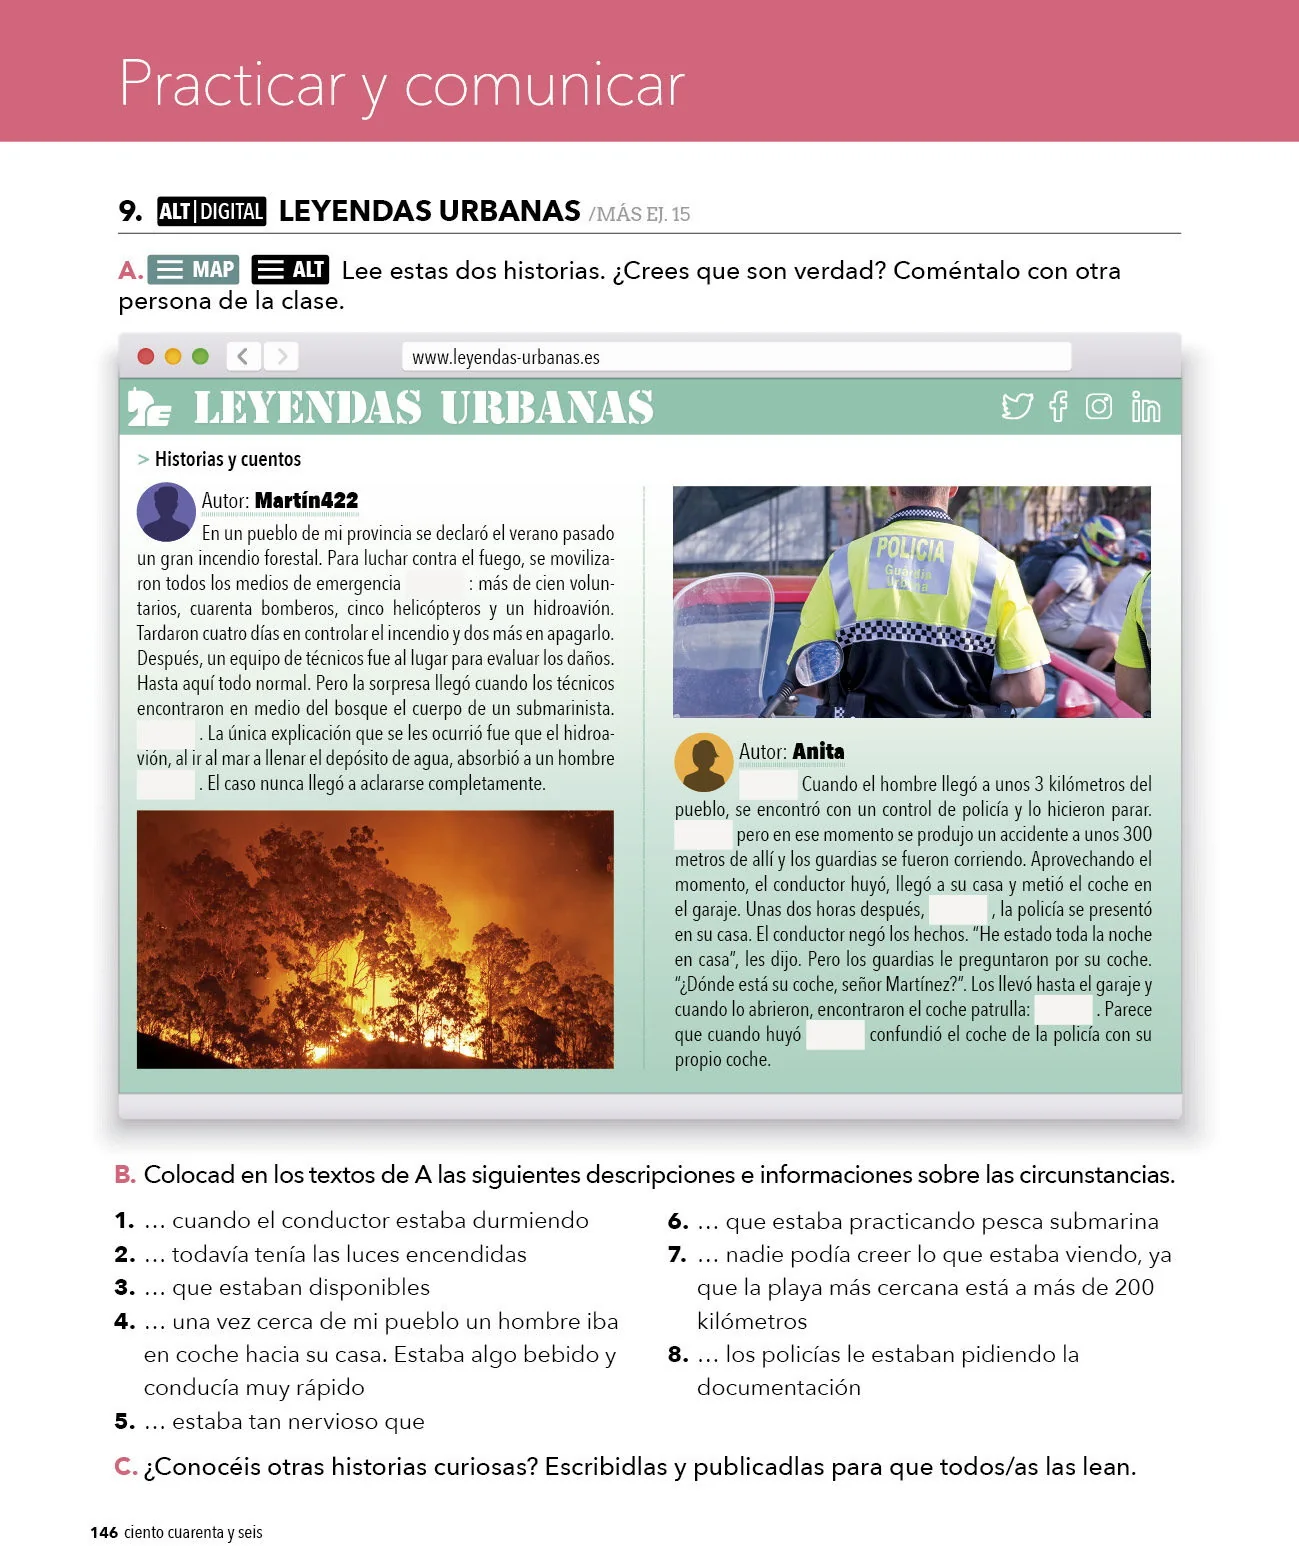 Practicar y comunicar
9. ALT|DIGITAL LEYENDAS URBANAS /MÁS EJ. 15
A. MAP ALT Lee estas dos historias. ¿Crees que son verdad? Coméntalo con otra
persona de la clase.
www.leyendas-urbanas.es
LEYENDAS URBANAS
> Historias y cuentos
Autor: Martín422
En un pueblo de mi provincia se declaró el verano pasado
un gran incendio forestal. Para luchar contra el fuego, se moviliza-
ron todos los medios de emergencia : más de cien volun-
tarios, cuarenta bomberos, cinco helicópteros y un hidroavión.
Tardaron cuatro días en controlar el incendio y dos más en apagarlo.
Después, un equipo de técnicos fue al lugar para evaluar los daños.
Hasta aquí todo normal. Pero la sorpresa llegó cuando los técnicos
encontraron en medio del bosque el cuerpo de un submarinista.
. La única explicación que se les ocurrió fue que el hidroa-
vión, al ir al mar a llenar el depósito de agua, absorbió a un hombre
. El caso nunca llegó a aclararse completamente.
POLICIA
Guardia
Urbana
Autor: Anita
Cuando el hombre llegó a unos 3 kilómetros del
pueblo, se encontró con un control de policía y lo hicieron parar.
pero en ese momento se produjo un accidente a unos 300
metros de allí y los guardias se fueron corriendo. Aprovechando el
momento, el conductor huyó, llegó a su casa y metió el coche en
el garaje. Unas dos horas después, , la policía se presentó
en su casa. El conductor negó los hechos. “He estado toda la noche
en casa”, les dijo. Pero los guardias le preguntaron por su coche.
“¿Dónde está su coche, señor Martínez?”. Los llevó hasta el garaje y
cuando lo abrieron, encontraron el coche patrulla: . Parece
que cuando huyó confundió el coche de la policía con su
propio coche.
B. Colocad en los textos de A las siguientes descripciones e informaciones sobre las circunstancias.
1. … cuando el conductor estaba durmiendo
2. … todavía tenía las luces encendidas
3. … que estaban disponibles
4. … una vez cerca de mi pueblo un hombre iba
en coche hacia su casa. Estaba algo bebido y
conducía muy rápido
5. … estaba tan nervioso que
6. … que estaba practicando pesca submarina
7. … nadie podía creer lo que estaba viendo, ya
que la playa más cercana está a más de 200
kilómetros
8. … los policías le estaban pidiendo la
documentación
C. ¿Conocéis otras historias curiosas? Escribidlas y publicadlas para que todos/as las lean.
146 ciento cuarenta y seis